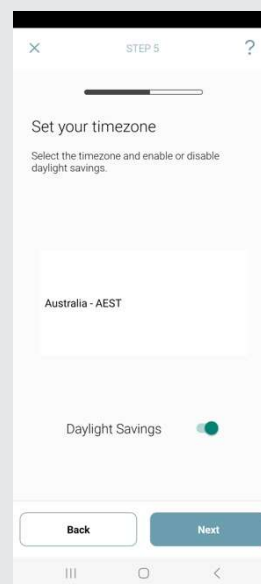 STEP 5
?
Set your timezone
Select the timezone and enable or disable
daylight savings.
Australia - AEST
Daylight Savings
Back
Next